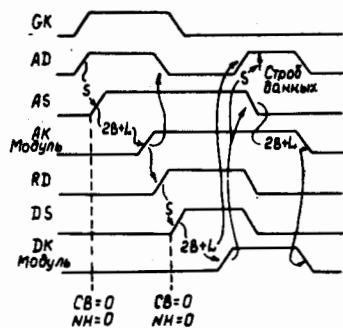 GK
AD
S
S
Строб
данных
AS
2B+L
2B+L
AK
Модуль
RD
S
DS
2B+L
DK
Модуль
CB=0
CB=0
NH=0
NH=0